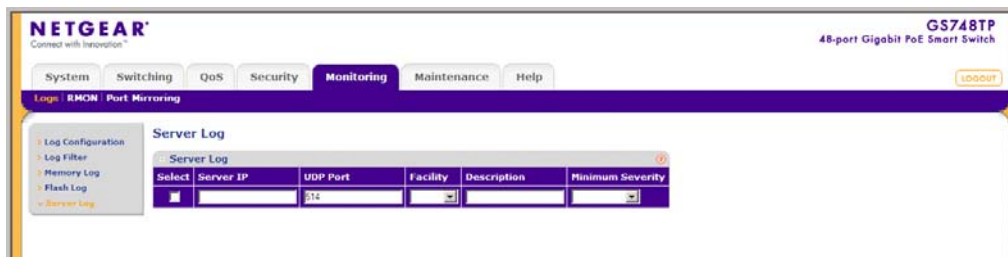 NETGEAR®
Connect with Innovation™
GS748TP
48-port Gigabit PoE Smart Switch
System Switching QoS Security Monitoring Maintenance Help
LOGOUT
Logs RMON Port Mirroring
Log Configuration
Log Filter
Memory Log
Flash Log
Server Log
Server Log
Server Log
Select Server IP UDP Port Facility Description Minimum Severity
514